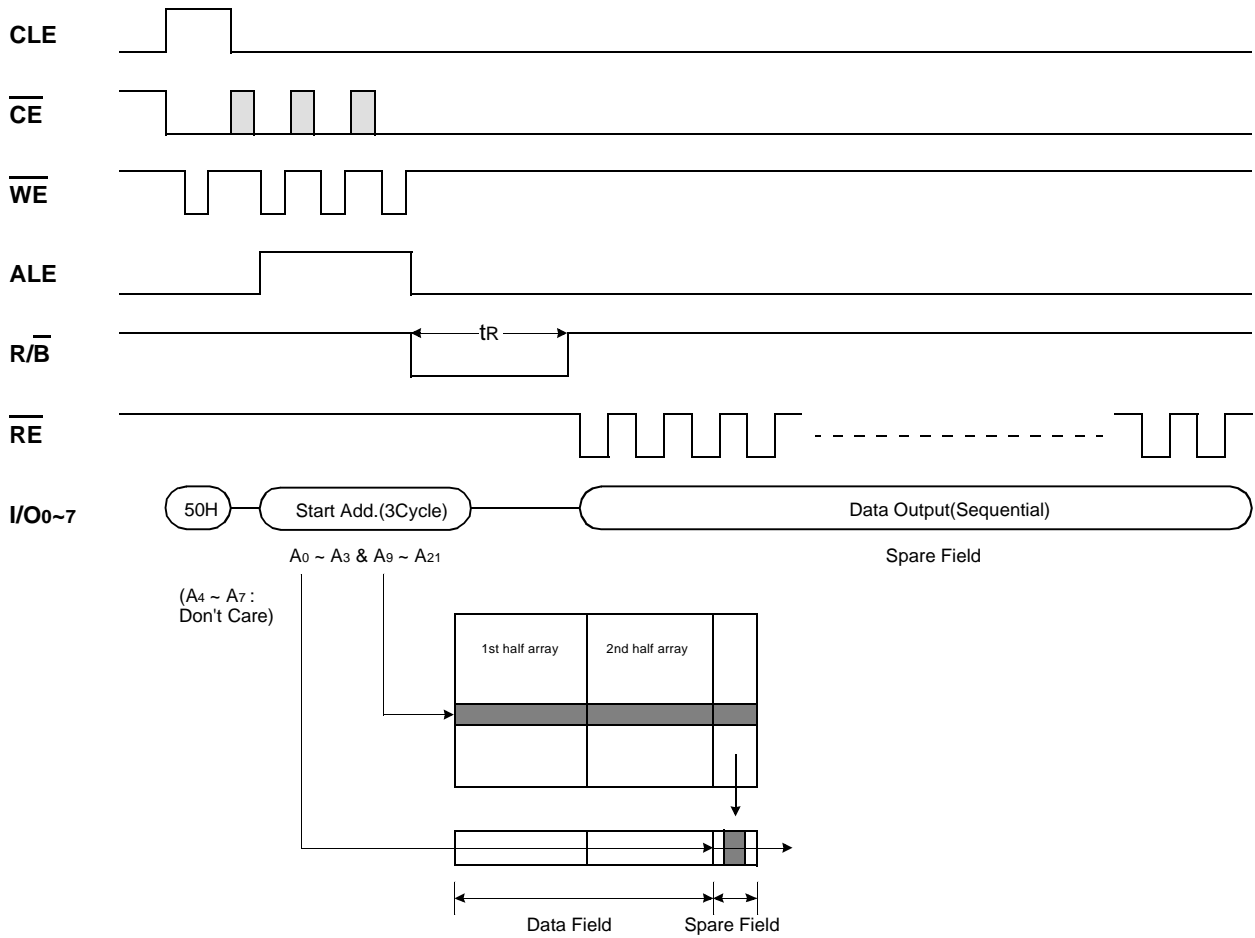 CLE
CE
WE
ALE
R/B
tR
RE
I/O0~7
50H
Start Add.(3Cycle)
Data Output(Sequential)
A0 ~ A3 & A9 ~ A21
Spare Field
(A4 ~ A7 :
Don't Care)
1st half array
2nd half array
Data Field
Spare Field